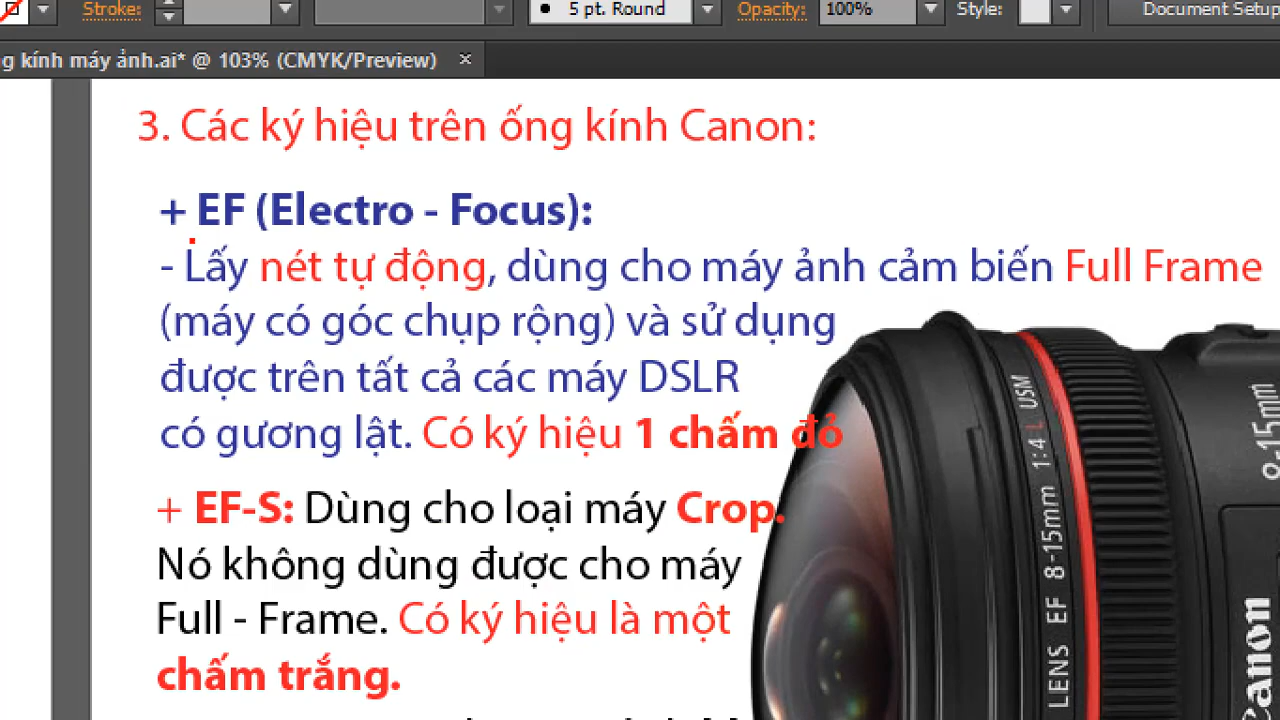 Stroke:
5 pt. Round
Opacity:
100%
Style:
Document Setup
g kính máy ảnh.ai* @ 103% (CMYK/Preview) ×
3. Các ký hiệu trên ống kính Canon:
+ EF (Electro - Focus):
- Lấy nét tự động, dùng cho máy ảnh cảm biến Full Frame
(máy có góc chụp rộng) và sử dụng
được trên tất cả các máy DSLR
có gương lật. Có ký hiệu 1 chấm đỏ
+ EF-S: Dùng cho loại máy Crop.
Nó không dùng được cho máy
Full - Frame. Có ký hiệu là một
chấm trắng.
LENS EF 8-15mm 1:4 L USM
8-15mm
Canon